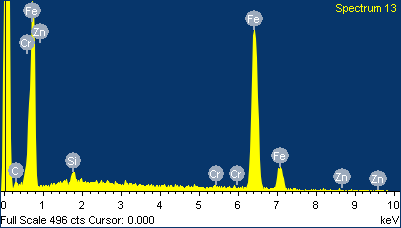 Spectrum 13
Fe
Zn
Cr
Fe
C
Si
Cr
Cr
Fe
Zn
Zn
0 1 2 3 4 5 6 7 8 9 10
Full Scale 496 cts Cursor: 0.000 keV